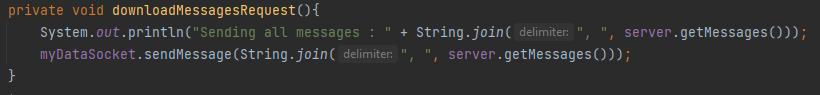 private void downloadMessagesRequest(){
System.out.println("Sending all messages : " + String.join( delimiter: ", ", server.getMessages()));
myDataSocket.sendMessage(String.join( delimiter: ", ", server.getMessages()));
}